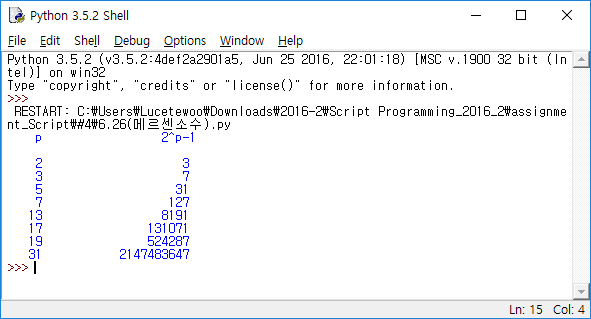 Python 3.5.2 Shell
File Edit Shell Debug Options Window Help
Python 3.5.2 (v3.5.2:4def2a2901a5, Jun 25 2016, 22:01:18) [MSC v.1900 32 bit (In
tel)] on win32
Type "copyright", "credits" or "license()" for more information.
>>>
RESTART: C:₩Users₩Lucetewoo₩Downloads₩2016-2₩Script Programming_2016_2₩assignme
nt_Script₩#4₩6.26(메르센소수).py
p 2^p-1
2 3
3 7
5 31
7 127
13 8191
17 131071
19 524287
31 2147483647
>>>
Ln: 15 Col: 4